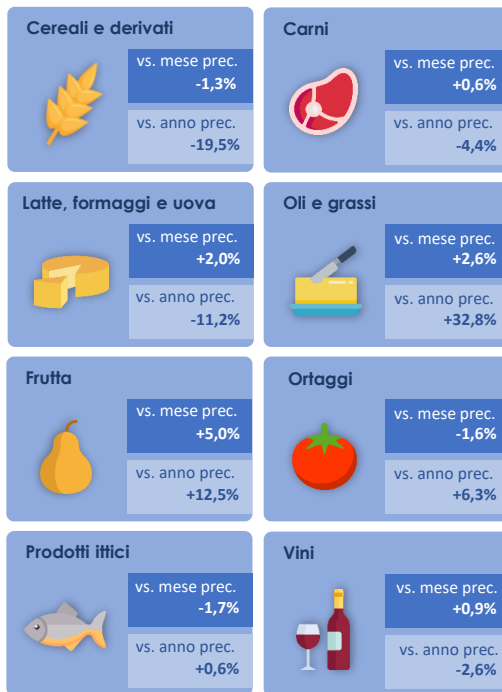 Cereali e derivati
vs. mese prec.
-1,3%
vs. anno prec.
-19,5%
Carni
vs. mese prec.
+0,6%
vs. anno prec.
-4,4%
Latte, formaggi e uova
vs. mese prec.
+2,0%
vs. anno prec.
-11,2%
Oli e grassi
vs. mese prec.
+2,6%
vs. anno prec.
+32,8%
Frutta
vs. mese prec.
+5,0%
vs. anno prec.
+12,5%
Ortaggi
vs. mese prec.
-1,6%
vs. anno prec.
+6,3%
Prodotti ittici
vs. mese prec.
-1,7%
vs. anno prec.
+0,6%
Vini
vs. mese prec.
+0,9%
vs. anno prec.
-2,6%